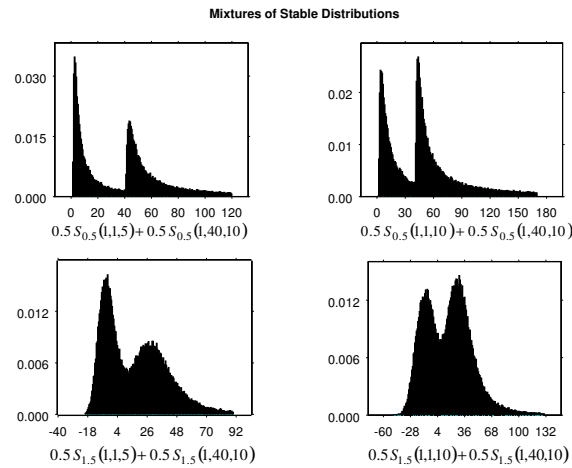 Mixtures of Stable Distributions
0.030
0.015
0.000
0 20 40 60 80 100 120
0.5 S0.5(1,1,5)+ 0.5 S0.5(1,40,10)
0.02
0.01
0.00
0 30 60 90 120 150 180
0.5 S0.5(1,1,10)+ 0.5 S0.5(1,40,10)
0.012
0.006
0.000
-40 -18 4 26 48 70 92
0.5 S1.5(1,1,5)+ 0.5 S1.5(1,40,10)
0.012
0.006
0.000
-60 -28 4 36 68 100 132
0.5 S1.5(1,1,10)+ 0.5 S1.5(1,40,10)